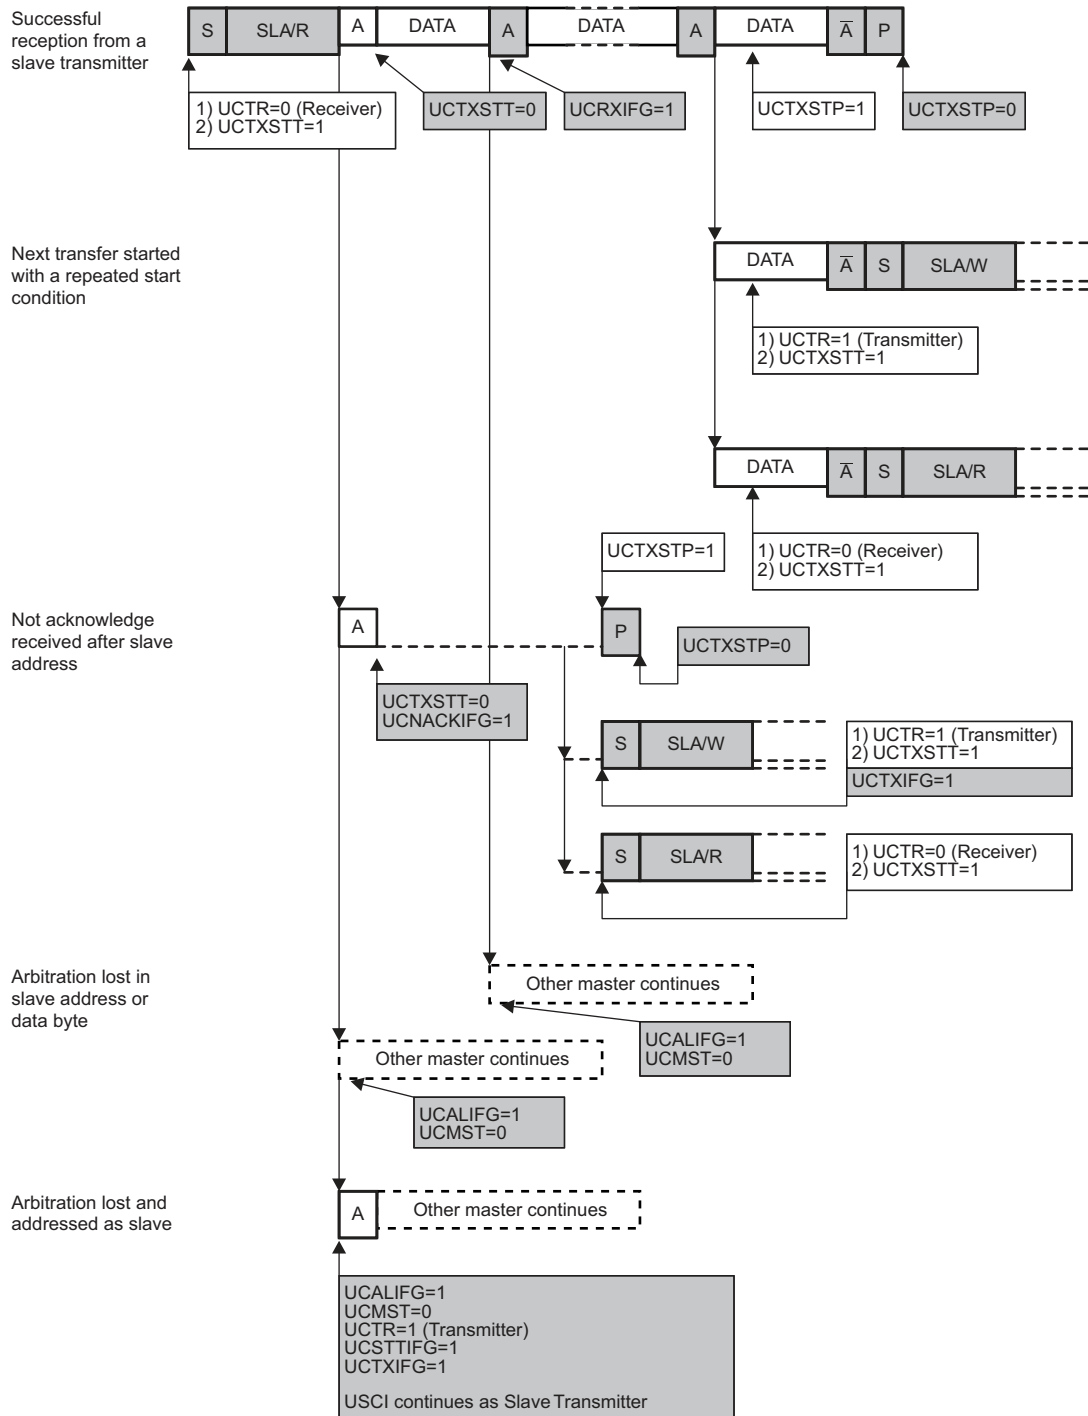 Successful
reception from a
slave transmitter
S SLA/R A DATA A DATA A DATA A̅ P
1) UCTR=0 (Receiver)
2) UCTXSTT=1
UCTXSTT=0
UCRXIFG=1
UCTXSTP=1
UCTXSTP=0
Next transfer started
with a repeated start
condition
DATA A̅ S SLA/W
1) UCTR=1 (Transmitter)
2) UCTXSTT=1
DATA A̅ S SLA/R
1) UCTR=0 (Receiver)
2) UCTXSTT=1
UCTXSTP=1
Not acknowledge
received after slave
address
A
P
UCTXSTP=0
UCTXSTT=0
UCNACKIFG=1
S SLA/W
1) UCTR=1 (Transmitter)
2) UCTXSTT=1
UCTXIFG=1
S SLA/R
1) UCTR=0 (Receiver)
2) UCTXSTT=1
Arbitration lost in
slave address or
data byte
Other master continues
UCALIFG=1
UCMST=0
Other master continues
UCALIFG=1
UCMST=0
Arbitration lost and
addressed as slave
A Other master continues
UCALIFG=1
UCMST=0
UCTR=1 (Transmitter)
UCSTTIFG=1
UCTXIFG=1
USCI continues as Slave Transmitter